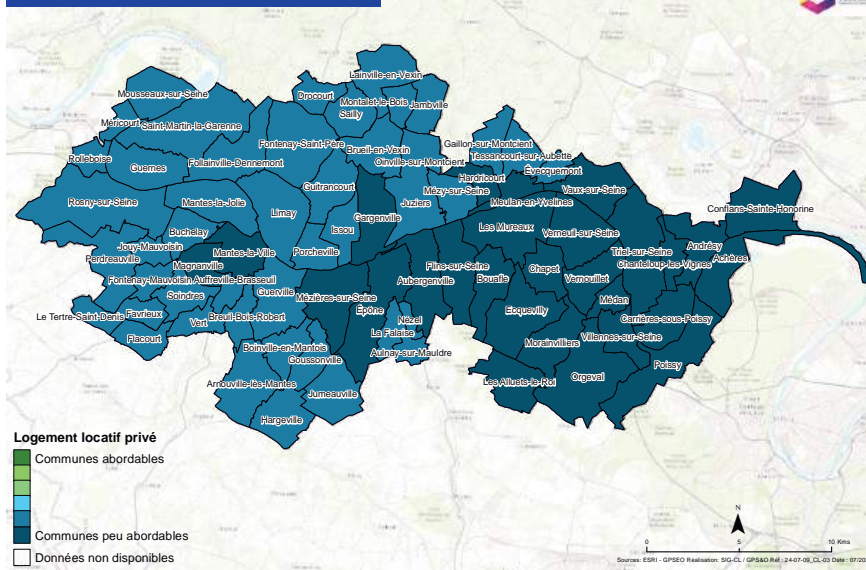 Lainville-en-Vexin
Mousseaux-sur-Seine
Drocourt
Montalet-le-Bois
Jambville
Sailly
Méricourt
Saint-Martin-la-Garenne
Fontenay-Saint-Père
Gaillon-sur-Montcient
Brueil-en-Vexin
Tessancourt-sur-Aubette
Rolleboise
Guernes
Follainville-Dennemont
Oinville-sur-Montcient
Évecquemont
Hardricourt
Guitrancourt
Mézy-sur-Seine
Vaux-sur-Seine
Rosny-sur-Seine
Mantes-la-Jolie
Juziers
Meulan-en-Yvelines
Conflans-Sainte-Honorine
Limay
Gargenville
Les Mureaux
Buchelay
Issou
Verneuil-sur-Seine
Jouy-Mauvoisin
Mantes-la-Ville
Porcheville
Triel-sur-Seine
Andrésy
Perdreauville
Achères
Magnanville
Flins-sur-Seine
Chapet
Chanteloup-les-Vignes
Fontenay-Mauvoisin
Auffreville-Brasseuil
Aubergenville
Bouafle
Vernouillet
Soindres
Guerville
Mézières-sur-Seine
Médan
Le Tertre-Saint-Denis
Favrieux
Vert
Breuil-Bois-Robert
Épône
Ecquevilly
Nézel
Carrières-sous-Poissy
La Falaise
Flacourt
Boinville-en-Mantois
Morainvilliers
Villennes-sur-Seine
Goussonville
Aulnay-sur-Mauldre
Poissy
Arnouville-lès-Mantes
Les Alluets-le-Roi
Orgeval
Jumeauville
Hargeville
Logement locatif privé
Communes abordables
Communes peu abordables
Données non disponibles
N
0 5 10 Kms
Sources: ESRI - GPSEO Réalisation: SIG-CL / GPS&O Réf : 24-07-09_CL-03 Date : 07/20